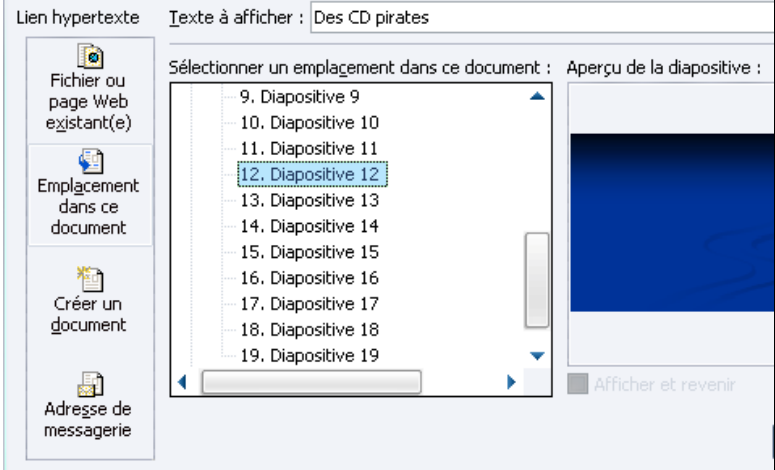 Lien hypertexte
Texte à afficher : Des CD pirates
Fichier ou
page Web
existant(e)
Emplacement
dans ce
document
Créer un
document
Adresse de
messagerie
Sélectionner un emplacement dans ce document :
9. Diapositive 9
10. Diapositive 10
11. Diapositive 11
12. Diapositive 12
13. Diapositive 13
14. Diapositive 14
15. Diapositive 15
16. Diapositive 16
17. Diapositive 17
18. Diapositive 18
19. Diapositive 19
Aperçu de la diapositive :
Afficher et revenir